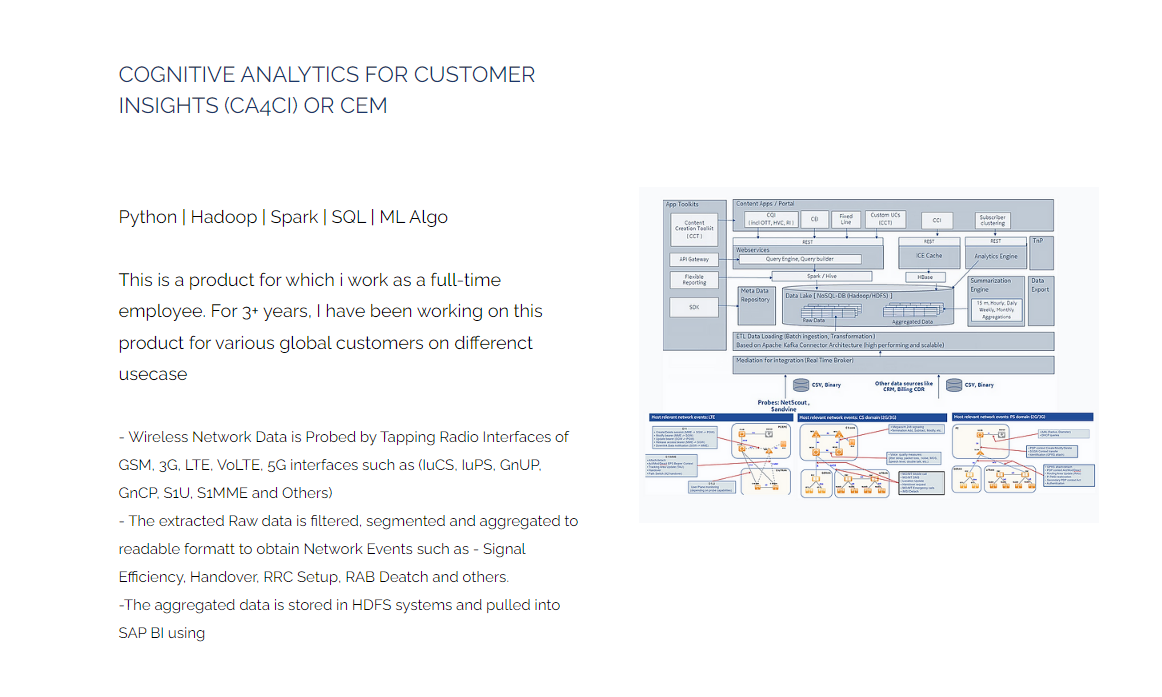 COGNITIVE ANALYTICS FOR CUSTOMER
INSIGHTS (CA4CI) OR CEM
Python | Hadoop | Spark | SQL | ML Algo
This is a product for which i work as a full-time
employee. For 3+ years, I have been working on this
product for various global customers on differenct
usecase
- Wireless Network Data is Probed by Tapping Radio Interfaces of
GSM, 3G, LTE, VoLTE, 5G interfaces such as (IuCS, IuPS, GnUP,
GnCP, S1U, S1MME and Others)
- The extracted Raw data is filtered, segmented and aggregated to
readable formatt to obtain Network Events such as - Signal
Efficiency, Handover, RRC Setup, RAB Deatch and others.
-The aggregated data is stored in HDFS systems and pulled into
SAP BI using
App Toolkits
Content
Creation Toolkit
(CCT)
API Gateway
Flexible
Reporting
SDK
Content Apps / Portal
CQI
(incl OTT, HVC, RI)
CB
Fixed
Line
Custom UCs
(CCT)
CCI
Subscriber
clustering
REST
REST
REST
TnP
Webservices
Query Engine, Query builder
ICE Cache
Analytics Engine
Spark / Hive
HBase
Meta Data
Repository
Data Lake [ NoSQL-DB (Hadoop/HDFS) ]
Raw Data
Aggregated Data
Summarization
Engine
15 m, Hourly, Daily
Weekly, Monthly
Aggregations
Data
Export
ETL Data Loading (Batch ingestion, Transformation)
Based on Apache Kafka Connector Architecture (high performing and scalable)
Mediation for integration (Real Time Broker)
CSV, Binary
Other data sources like
CRM, Billing CDR
CSV, Binary
Probes: NetScout,
Sandvine
Most relevant network events: LTE
Most relevant network events: CS domain (2G/3G)
Most relevant network events: PS domain (2G/3G)